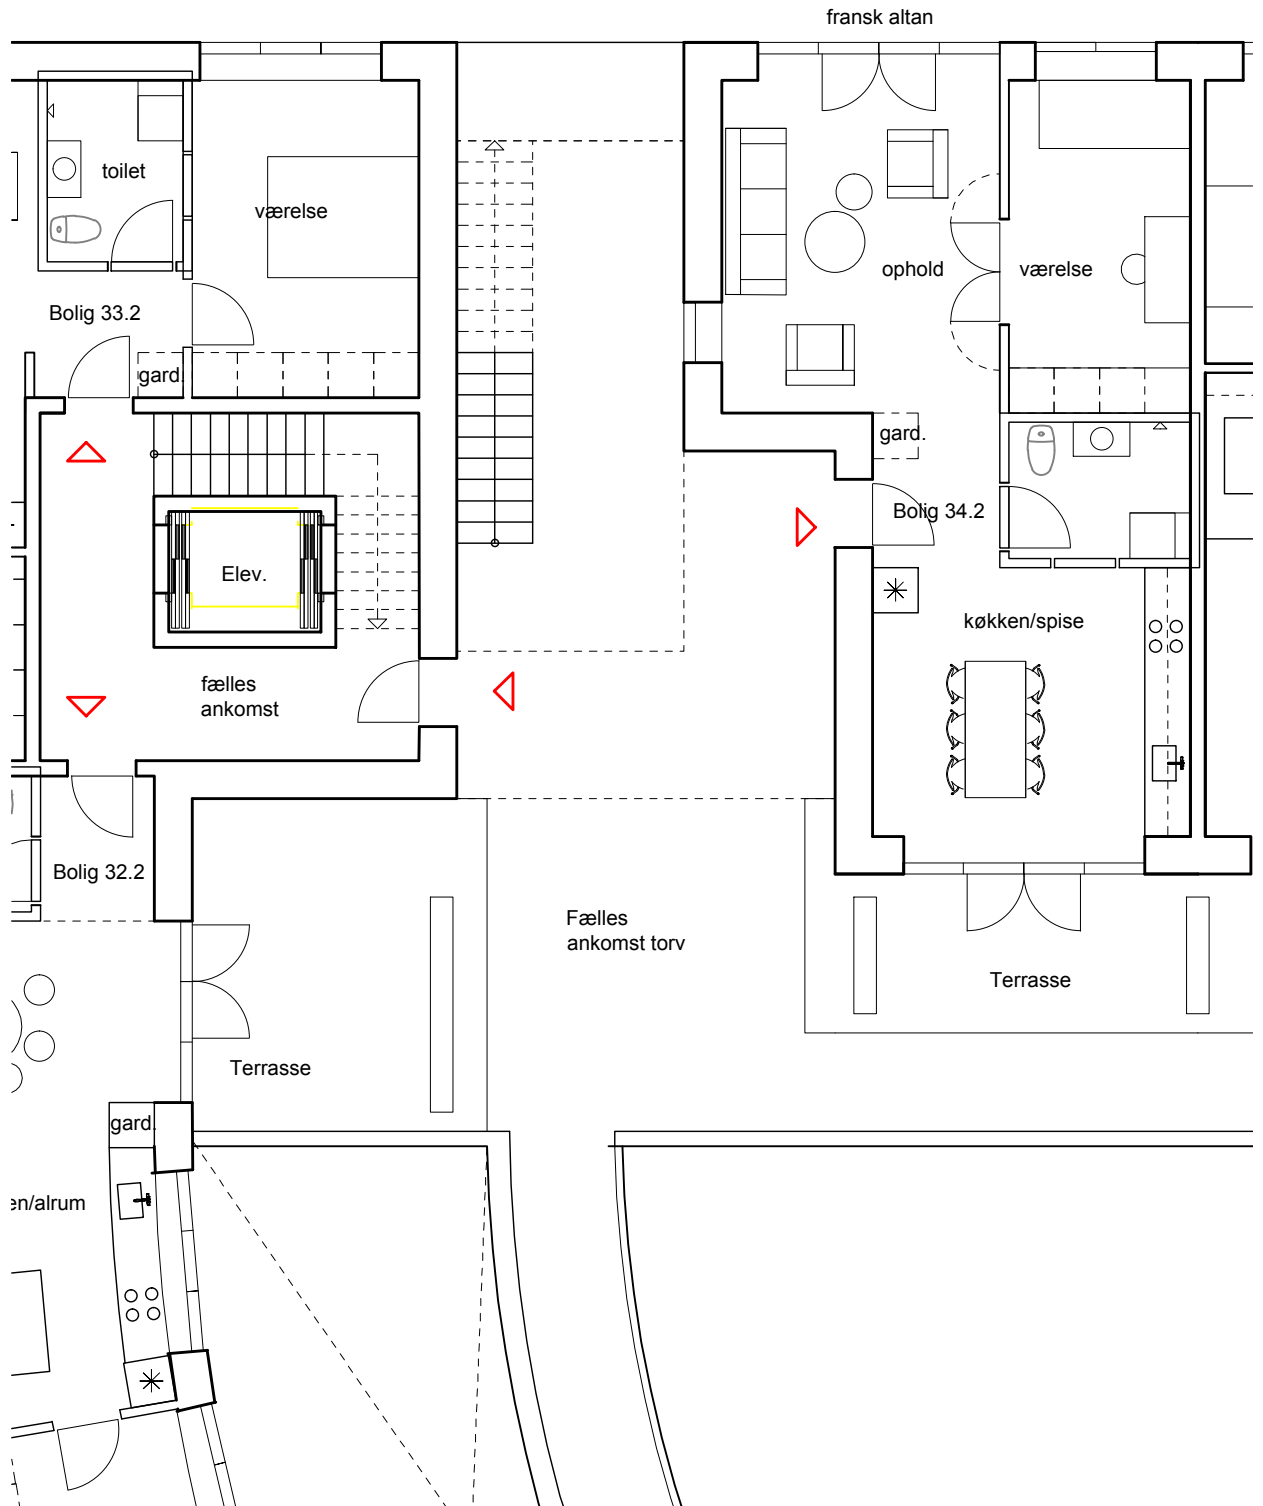 fransk altan
toilet
værelse
ophold
værelse
Bolig 33.2
gard.
gard.
Bolig 34.2
Elev.
køkken/spise
fælles
ankomst
Bolig 32.2
Fælles
ankomst torv
Terrasse
Terrasse
gard.
en/alrum